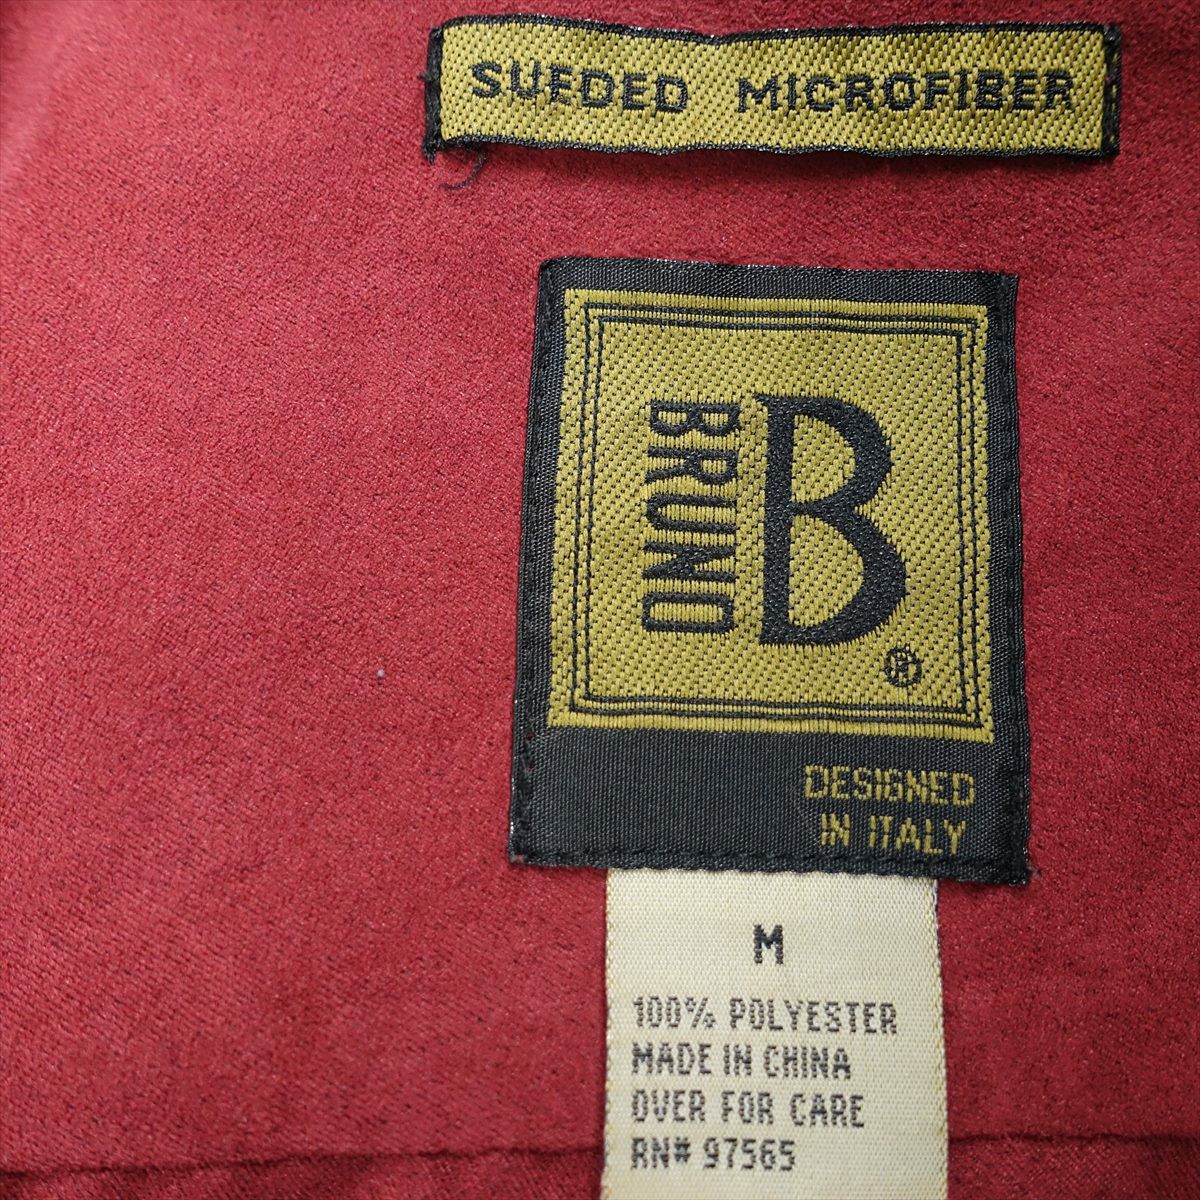 SUEDED MICROFIBER
BRUNO
B®
DESIGNED
IN ITALY
M
100% POLYESTER
MADE IN CHINA
OVER FOR CARE
RN# 97565